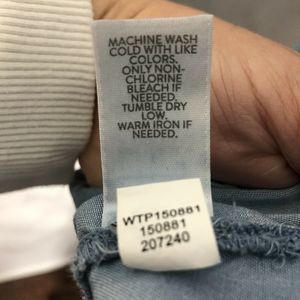 MACHINE WASH
COLD WITH LIKE
COLORS.
ONLY NON-
CHLORINE
BLEACH IF
NEEDED.
TUMBLE DRY
LOW.
WARM IRON IF
NEEDED.
WTP150881
150881
207240